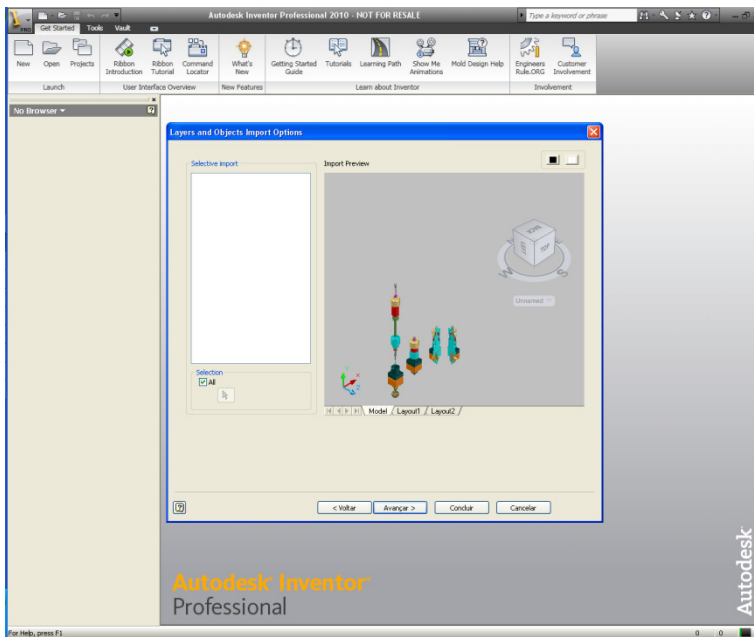 Autodesk Inventor Professional 2010 - NOT FOR RESALE
Type a keyword or phrase
PRO
Get Started Tools Vault
New Open Projects Ribbon Introduction Ribbon Tutorial Command Locator What's New Getting Started Guide Tutorials Learning Path Show Me Animations Mold Design Help Engineers Rule.ORG Customer Involvement
Launch User Interface Overview New Features Learn about Inventor Involvement
No Browser
Layers and Objects Import Options
Selective import
Import Preview
BACK
LEFT
TOP
W
S
Unnamed
Y
X
Z
Selection
All
Model Layout1 Layout2
< Voltar Avançar > Concluir Cancelar
Autodesk Inventor
Professional
Autodesk
For Help, press F1
0 0